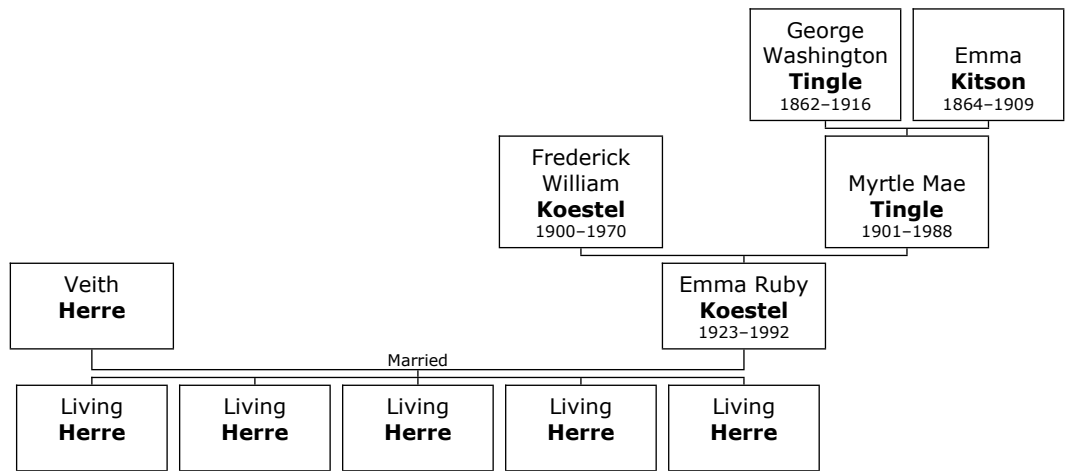 George
Washington
Tingle
1862–1916
Emma
Kitson
1864–1909
Frederick
William
Koestel
1900–1970
Myrtle Mae
Tingle
1901–1988
Veith
Herre
Emma Ruby
Koestel
1923–1992
Married
Living
Herre
Living
Herre
Living
Herre
Living
Herre
Living
Herre